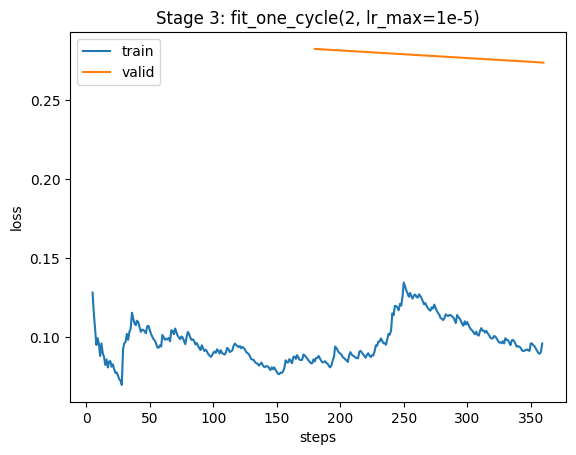 Stage 3: fit_one_cycle(2, lr_max=1e-5)
train
valid
0.25
0.20
0.15
0.10
loss
0 50 100 150 200 250 300 350
steps